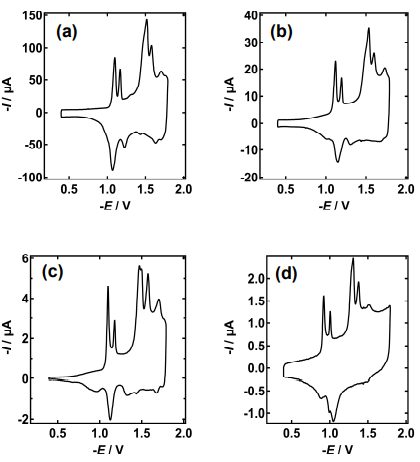 (a)
-I / µA
150
100
50
0
-50
-100
0.5 1.0 1.5 2.0
-E / V
(b)
-I / µA
40
30
20
10
0
-10
-20
0.5 1.0 1.5 2.0
-E / V
(c)
-I / µA
6
4
2
0
-2
0.5 1.0 1.5 2.0
-E / V
(d)
-I / µA
2.0
1.5
1.0
0.5
0.0
-0.5
-1.0
0.5 1.0 1.5 2.0
-E / V